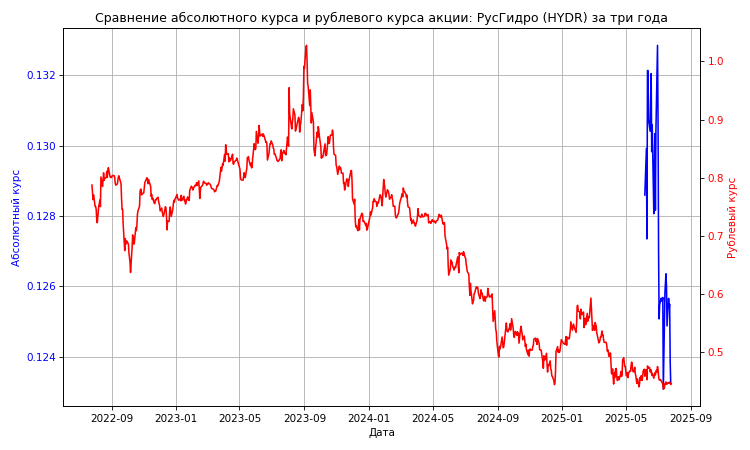 Сравнение абсолютного курса и рублевого курса акции: РусГидро (HYDR) за три года
0.132
0.130
0.128
0.126
0.124
Абсолютный курс
1.0
0.9
0.8
0.7
0.6
0.5
Рублевый курс
2022-09 2023-01 2023-05 2023-09 2024-01 2024-05 2024-09 2025-01 2025-05 2025-09
Дата